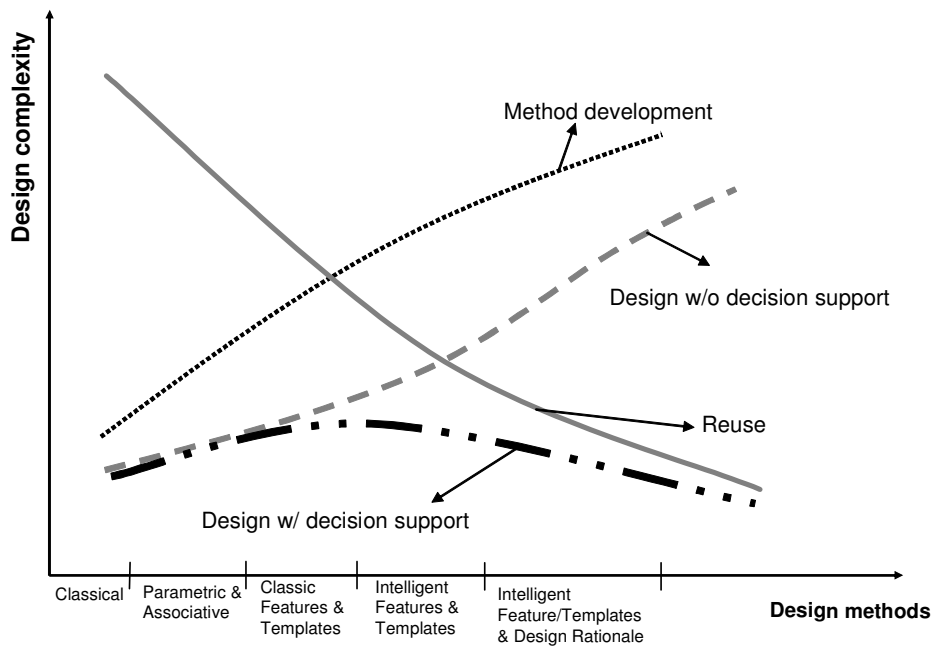 Design complexity
Method development
Design w/o decision support
Reuse
Design w/ decision support
Classical
Parametric &
Associative
Classic
Features &
Templates
Intelligent
Features &
Templates
Intelligent
Feature/Templates
& Design Rationale
Design methods